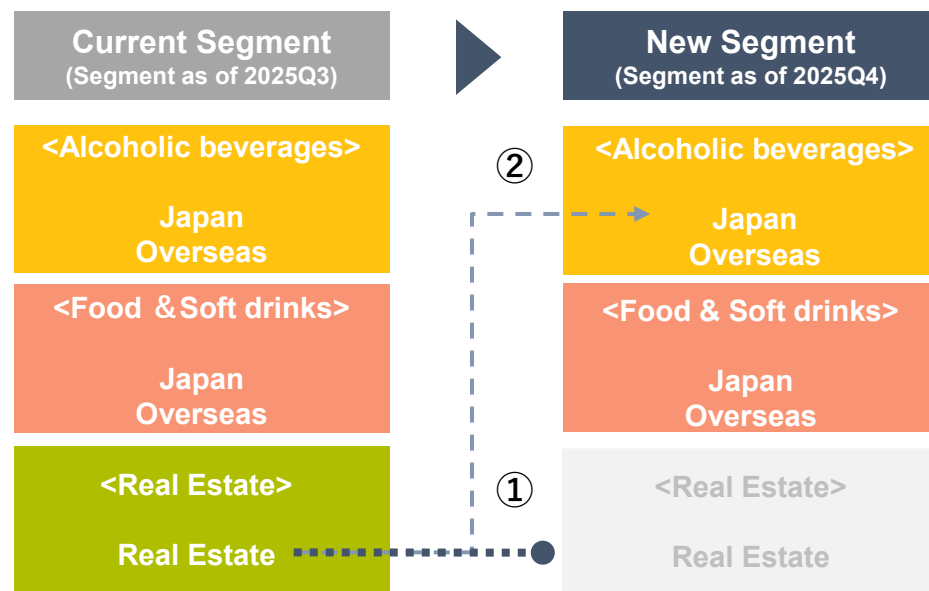 Current Segment
(Segment as of 2025Q3)
New Segment
(Segment as of 2025Q4)
<Alcoholic beverages>
Japan
Overseas
<Food ＆Soft drinks>
Japan
Overseas
<Real Estate>
Real Estate
②
①
<Alcoholic beverages>
Japan
Overseas
<Food & Soft drinks>
Japan
Overseas
<Real Estate>
Real Estate